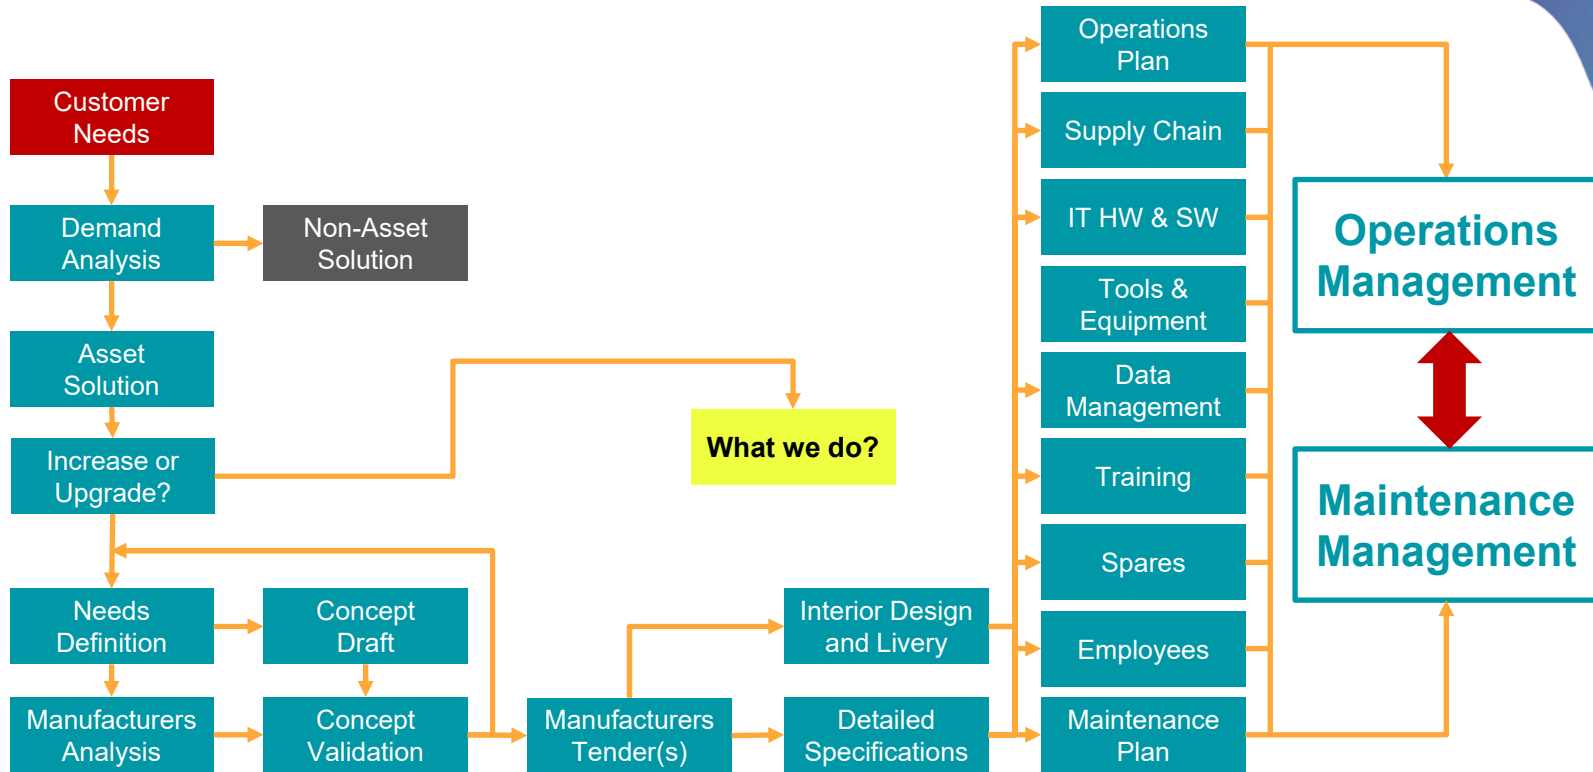 Customer
Needs
Demand
Analysis
Non-Asset
Solution
Asset
Solution
Increase or
Upgrade?
What we do?
Needs
Definition
Concept
Draft
Manufacturers
Analysis
Concept
Validation
Manufacturers
Tender(s)
Interior Design
and Livery
Detailed
Specifications
Operations
Plan
Supply Chain
IT HW & SW
Tools &
Equipment
Data
Management
Training
Spares
Employees
Maintenance
Plan
Operations
Management
Maintenance
Management